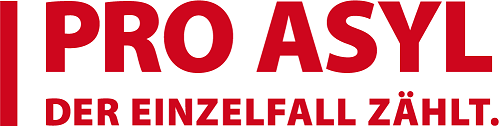 PRO ASYL
DER EINZELFALL ZÄHLT.